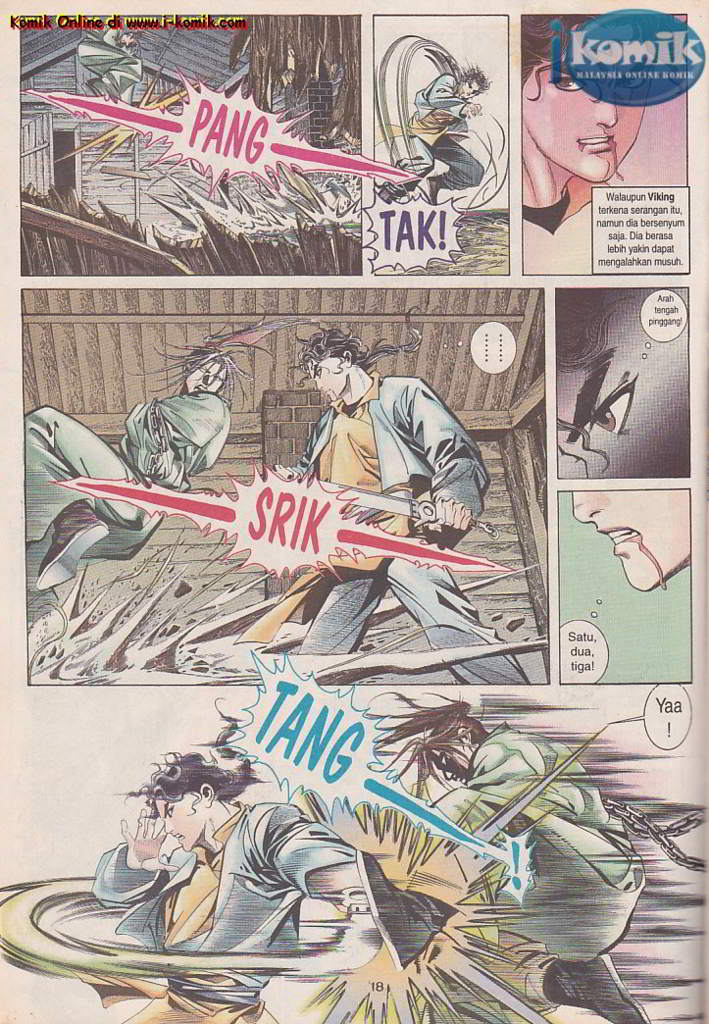 Komik Online di www.i-komik.com
ikomik
MALAYSIA ONLINE KOMIK
PANG
TAK!
Walaupun Viking
terkena serangan itu,
namun dia bersenyum
saja. Dia berasa
lebih yakin dapat
mengalahkan musuh.
......
Arah
tengah
pinggang!
SRIK
Satu,
dua,
tiga!
TANG
!
Yaa
!
18